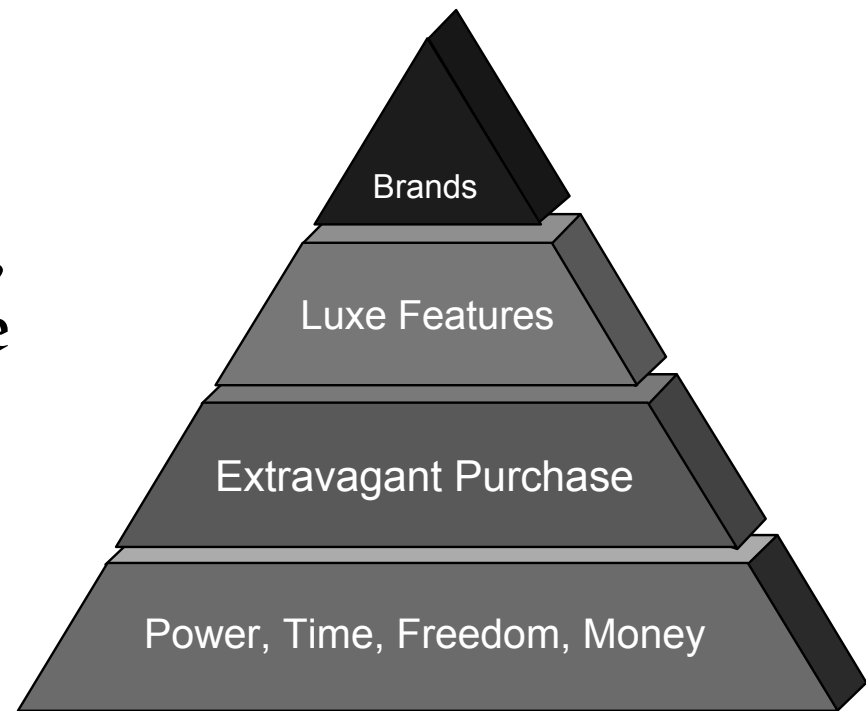 Brands
Luxe Features
Extravagant Purchase
Power, Time, Freedom, Money